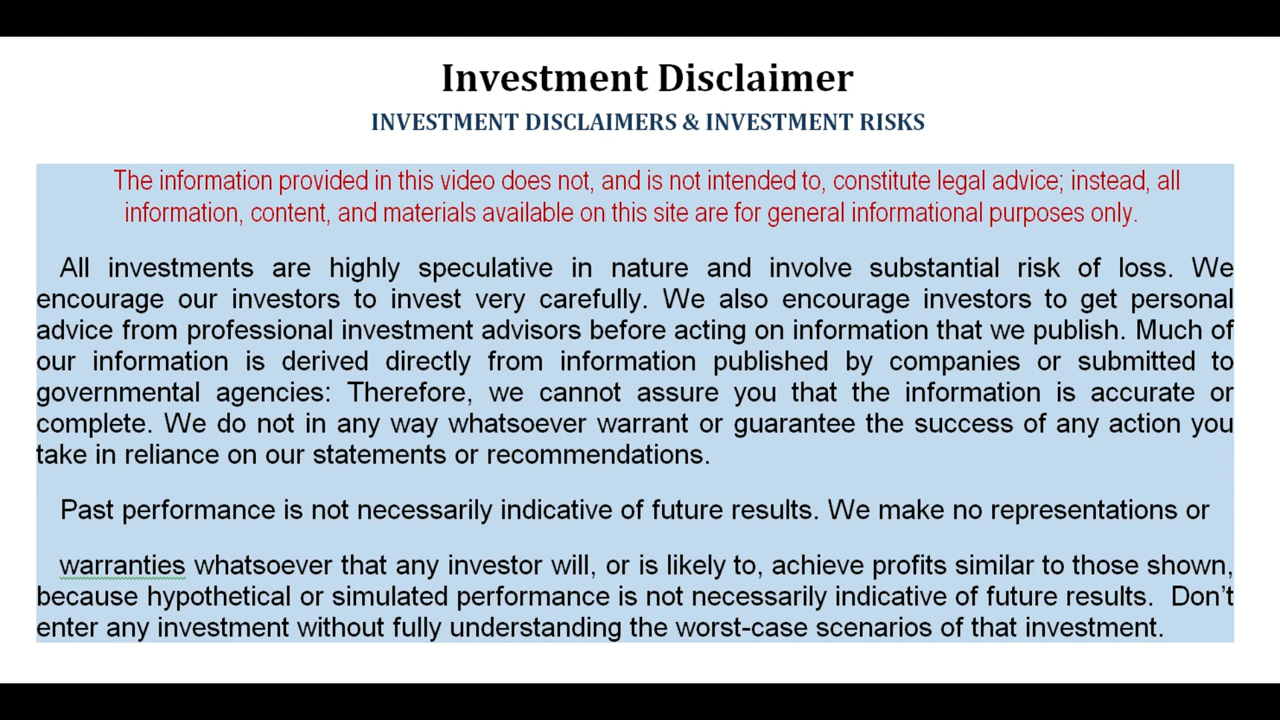 Investment Disclaimer
INVESTMENT DISCLAIMERS & INVESTMENT RISKS
The information provided in this video does not, and is not intended to, constitute legal advice; instead, all
information, content, and materials available on this site are for general informational purposes only.
All investments are highly speculative in nature and involve substantial risk of loss. We
encourage our investors to invest very carefully. We also encourage investors to get personal
advice from professional investment advisors before acting on information that we publish. Much of
our information is derived directly from information published by companies or submitted to
governmental agencies: Therefore, we cannot assure you that the information is accurate or
complete. We do not in any way whatsoever warrant or guarantee the success of any action you
take in reliance on our statements or recommendations.
Past performance is not necessarily indicative of future results. We make no representations or
warranties whatsoever that any investor will, or is likely to, achieve profits similar to those shown,
because hypothetical or simulated performance is not necessarily indicative of future results.  Don’t
enter any investment without fully understanding the worst-case scenarios of that investment.